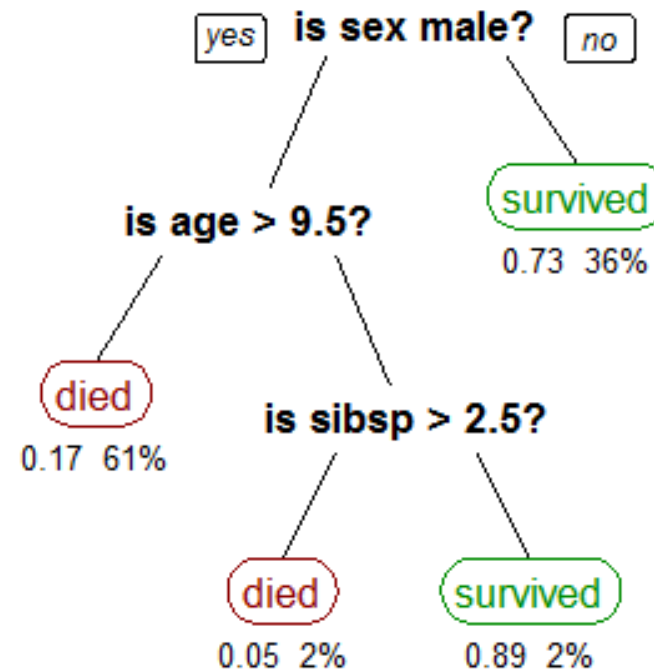 yes is sex male? no
is age > 9.5?
survived
0.73 36%
died
0.17 61%
is sibsp > 2.5?
died
0.05 2%
survived
0.89 2%